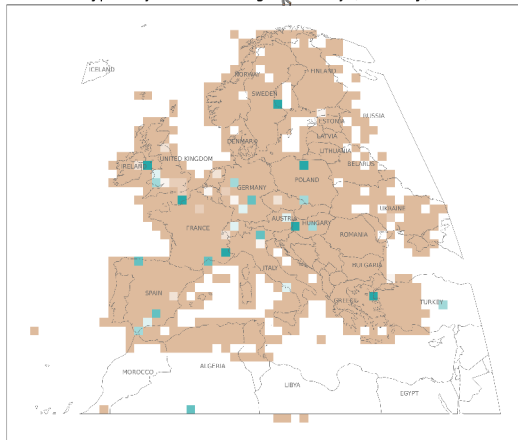 ICELAND
NORWAY
FINLAND
SWEDEN
RUSSIA
ESTONIA
LATVIA
LITHUANIA
DENMARK
UNITED KINGDOM
IRELAND
BELARUS
POLAND
GERMANY
UKRAINE
AUSTRIA
HUNGARY
FRANCE
ROMANIA
BULGARIA
ITALY
SPAIN
GREECE
TURKEY
ALGERIA
MOROCCO
LIBYA
EGYPT